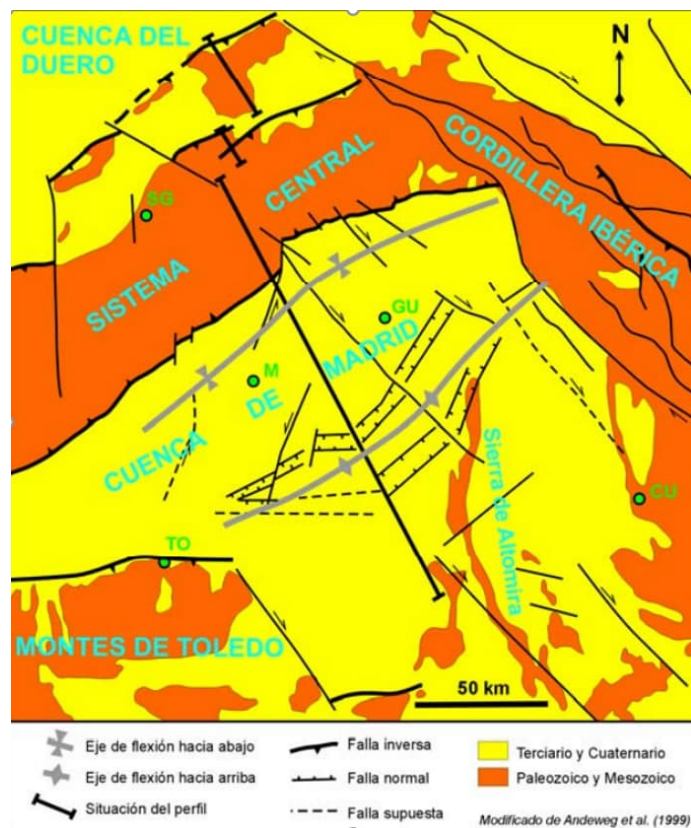 CUENCA DEL
DUERO
N
CORDILLERA IBÉRICA
CENTRAL
SG
SISTEMA
GU
M
CUENCA DE MADRID
Sierra de Altomira
CU
TO
MONTES DE TOLEDO
50 km
Eje de flexión hacia abajo
Eje de flexión hacia arriba
Situación del perfil
Falla inversa
Falla normal
Falla supuesta
Terciario y Cuaternario
Paleozoico y Mesozoico
Modificado de Andeweg et al. (1999)